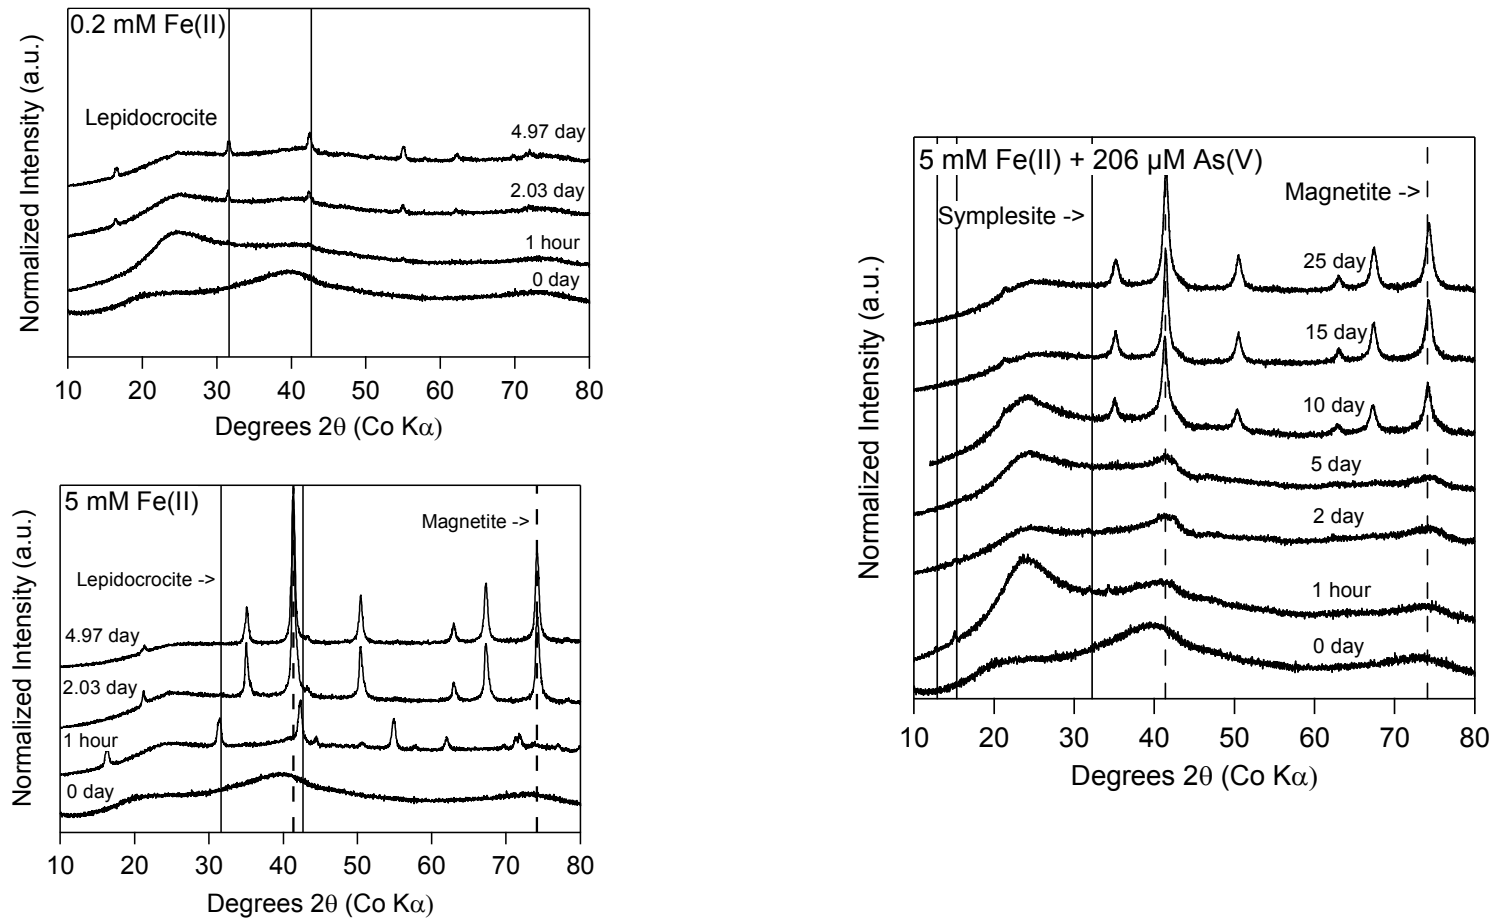 0.2 mM Fe(II)
Normalized Intensity (a.u.)
Lepidocrocite
4.97 day
2.03 day
1 hour
0 day
10 20 30 40 50 60 70 80
Degrees 2θ (Co Kα)
5 mM Fe(II)
Normalized Intensity (a.u.)
Magnetite ->
Lepidocrocite ->
4.97 day
2.03 day
1 hour
0 day
10 20 30 40 50 60 70 80
Degrees 2θ (Co Kα)
5 mM Fe(II) + 206 µM As(V)
Normalized Intensity (a.u.)
Magnetite ->
Symplesite ->
25 day
15 day
10 day
5 day
2 day
1 hour
0 day
10 20 30 40 50 60 70 80
Degrees 2θ (Co Kα)